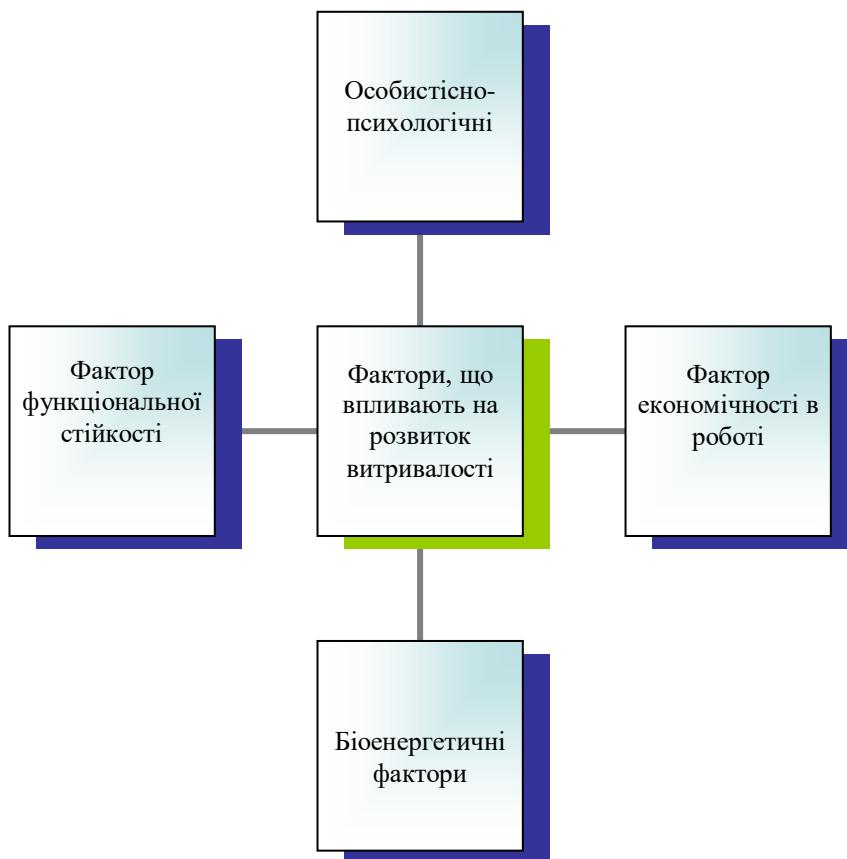 Особистісно-
психологічні
Фактор
функціональної
стійкості
Фактори, що
впливають на
розвиток
витривалості
Фактор
економічності в
роботі
Біоенергетичні
фактори